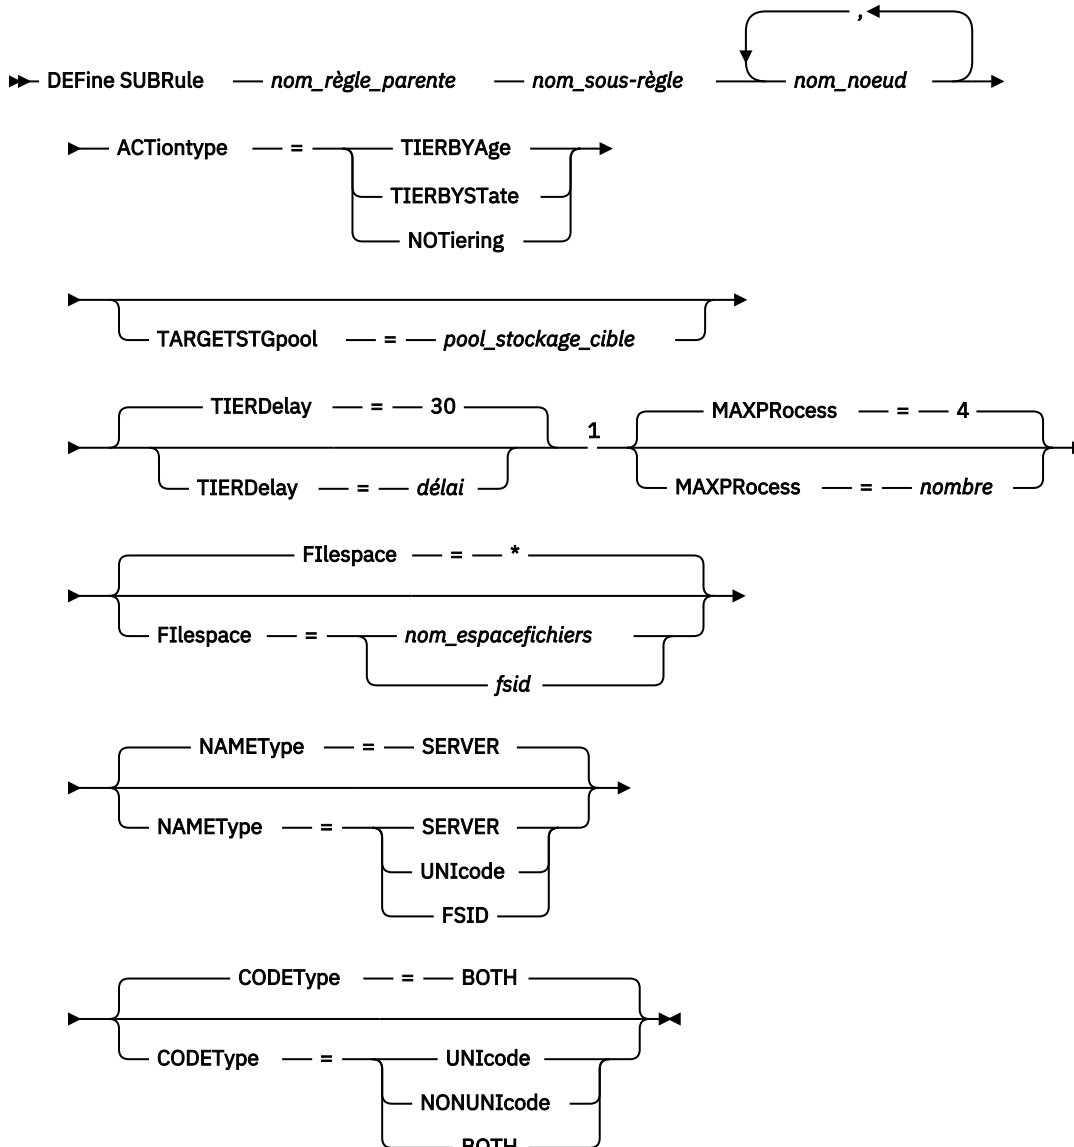 ,
DEFine SUBRule nom_règle_parente nom_sous-règle nom_noeud
ACTiontype = TIERBYAge
TIERBYSTate
NOTiering
TARGETSTGpool = pool_stockage_cible
TIERDelay = 30
1
MAXPRocess = 4
TIERDelay = délai
MAXPRocess = nombre
FIlespace = *
FIlespace = nom_espacefichiers
fsid
NAMEType = SERVER
NAMEType = SERVER
UNIcode
FSID
CODEType = BOTH
CODEType = UNIcode
NONUNIcode
BOTH